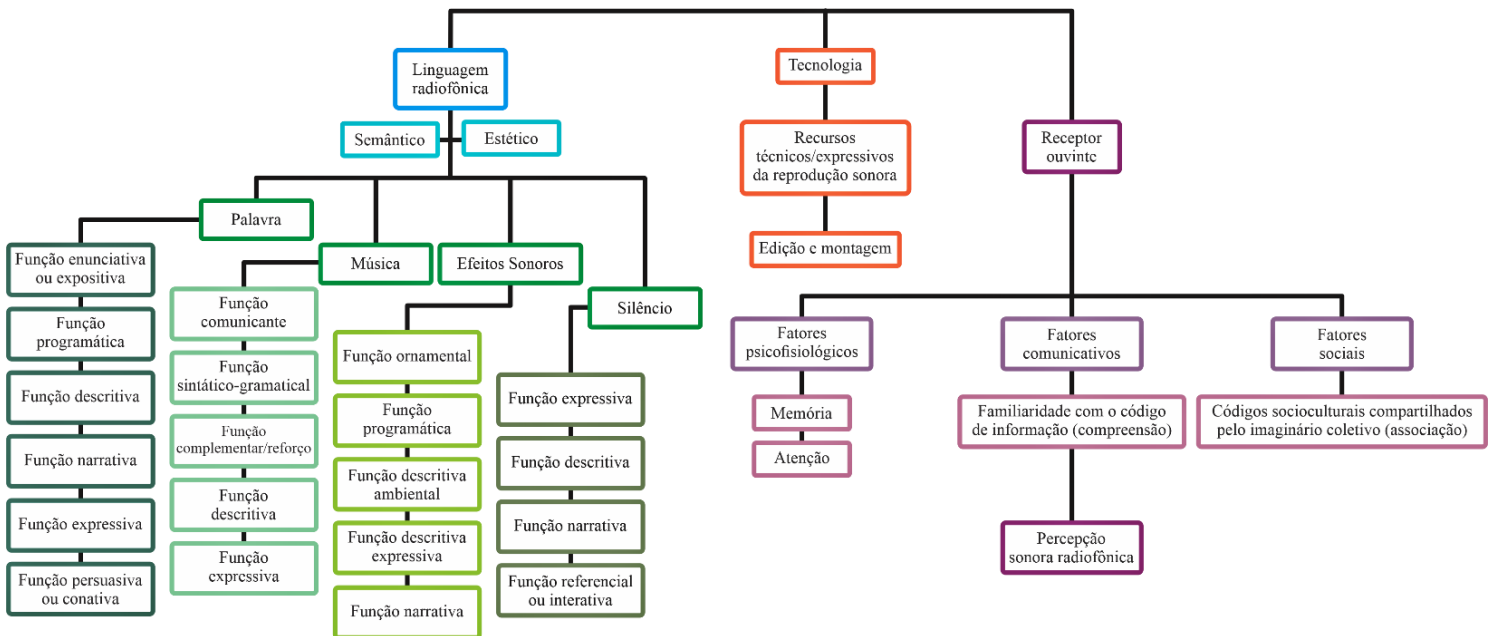 Linguagem
radiofônica
Semântico
Estético
Palavra
Função enunciativa
ou expositiva
Função
programática
Função descritiva
Função narrativa
Função expressiva
Função persuasiva
ou conativa
Música
Função
comunicante
Função
sintático-gramatical
Função
complementar/reforço
Função
descritiva
Função
expressiva
Efeitos Sonoros
Função ornamental
Função
programática
Função descritiva
ambiental
Função descritiva
expressiva
Função narrativa
Silêncio
Função expressiva
Função descritiva
Função narrativa
Função referencial
ou interativa
Tecnologia
Recursos
técnicos/expressivos
da reprodução sonora
Edição e montagem
Receptor
ouvinte
Fatores
psicofisiológicos
Memória
Atenção
Fatores
comunicativos
Familiaridade com o código
de informação (compreensão)
Percepção
sonora radiofônica
Fatores
sociais
Códigos socioculturais compartilhados
pelo imaginário coletivo (associação)